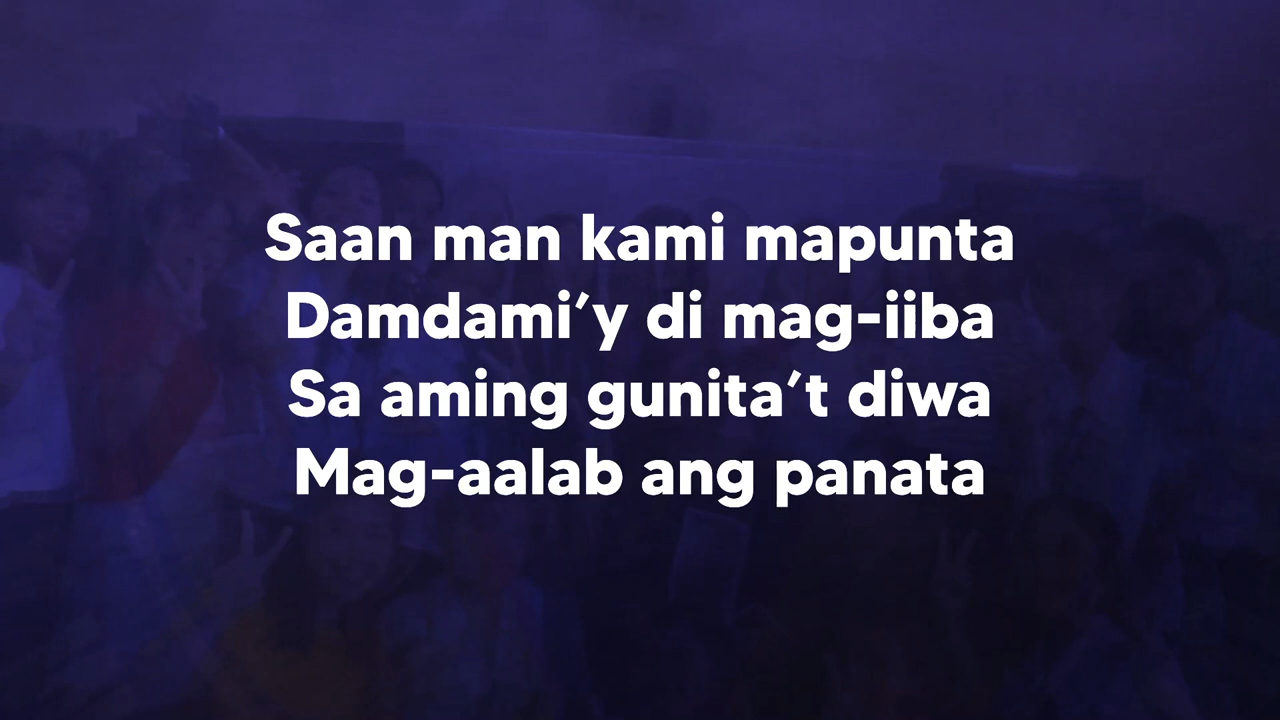 Saan man kami mapunta
Damdami’y di mag-iiba
Sa aming gunita’t diwa
Mag-aalab ang panata